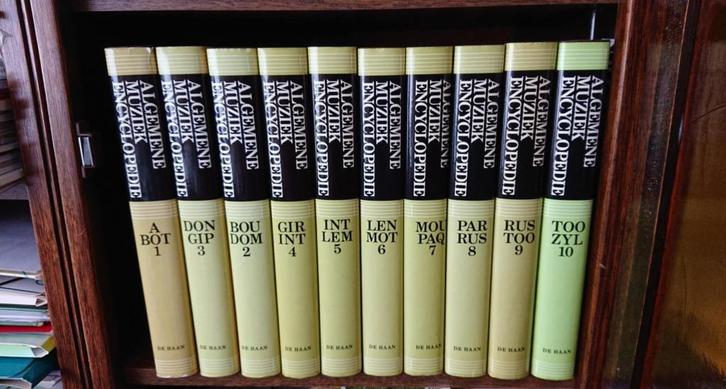 ALGEMENE
MUZIEK
ENCYCLOPEDIE
A
BOT
1
DE HAAN
ALGEMENE
MUZIEK
ENCYCLOPEDIE
DON
GIP
3
DE HAAN
ALGEMENE
MUZIEK
ENCYCLOPEDIE
BOU
DOM
2
DE HAAN
ALGEMENE
MUZIEK
ENCYCLOPEDIE
GIR
INT
4
DE HAAN
ALGEMENE
MUZIEK
ENCYCLOPEDIE
INT
LEM
5
DE HAAN
ALGEMENE
MUZIEK
ENCYCLOPEDIE
LEN
MOT
6
DE HAAN
ALGEMENE
MUZIEK
ENCYCLOPEDIE
MOU
PAQ
7
DE HAAN
ALGEMENE
MUZIEK
ENCYCLOPEDIE
PAR
RUS
8
DE HAAN
ALGEMENE
MUZIEK
ENCYCLOPEDIE
RUS
TOO
9
DE HAAN
ALGEMENE
MUZIEK
ENCYCLOPEDIE
TOO
ZYL
10
DE HAAN